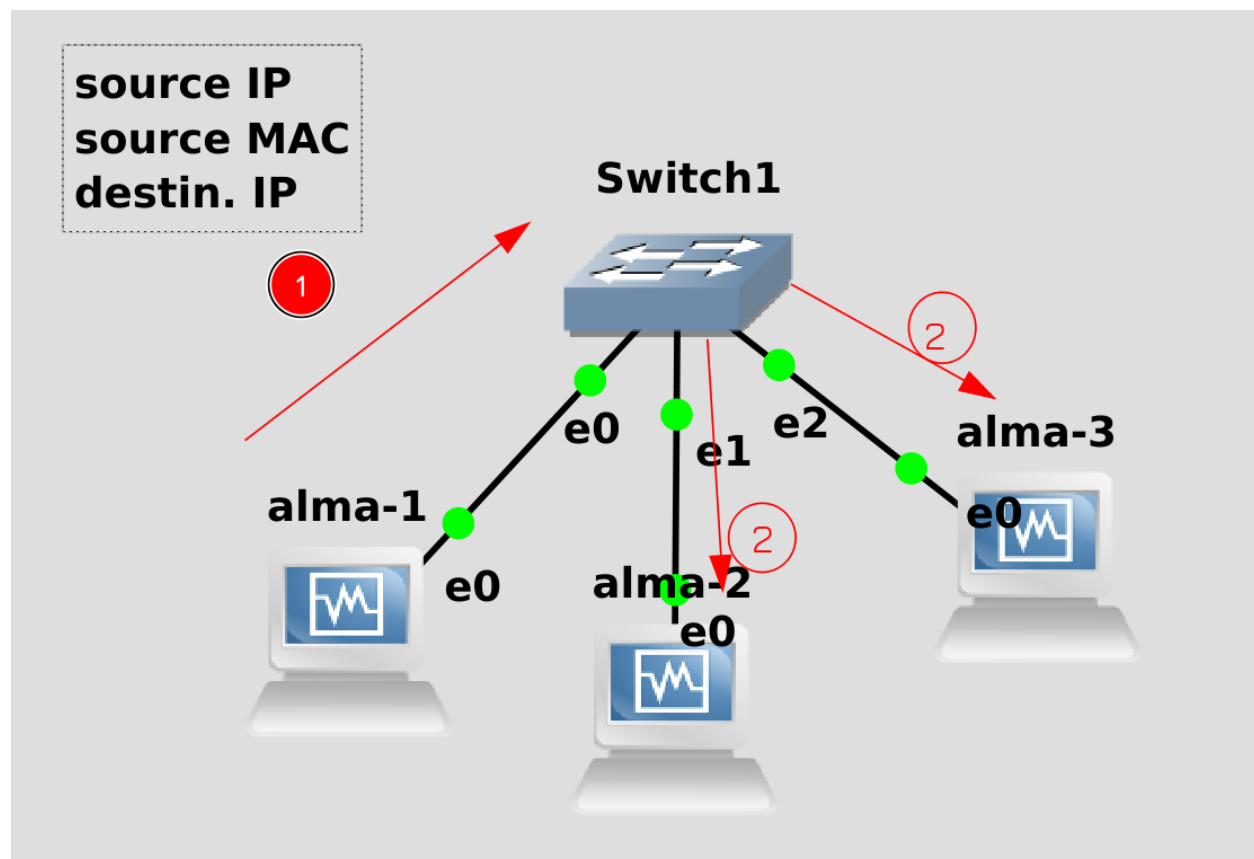 source IP
source MAC
destin. IP
1
Switch1
2
e0
e1
e2
alma-3
alma-1
e0
e0
2
alma-2
e0